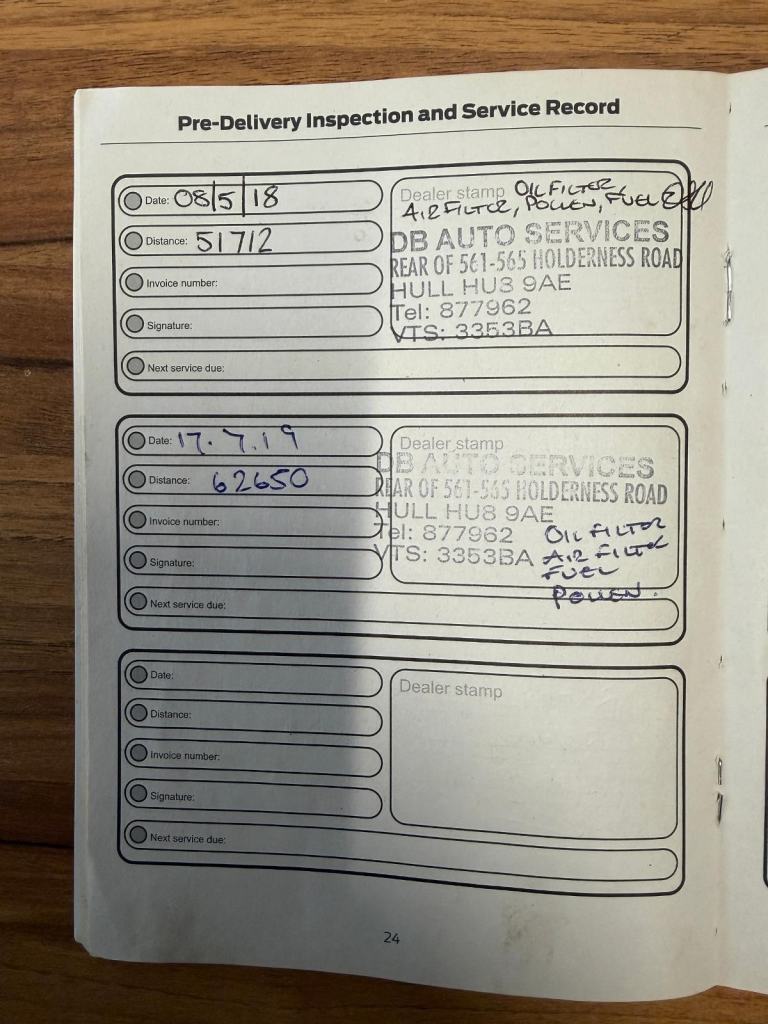 Pre-Delivery Inspection and Service Record
Date: 08/5/18
Distance: 51712
Invoice number:
Signature:
Next service due:
Dealer stamp OIL FILTER,
AIR FILTER, POLLEN, FUEL
DB AUTO SERVICES
REAR OF 561-565 HOLDERNESS ROAD
HULL HU3 9AE
Tel: 877962
VTS: 3353BA
Date: 17.7.19
Distance: 62650
Invoice number:
Signature:
Next service due:
Dealer stamp
DB AUTO SERVICES
REAR OF 561-565 HOLDERNESS ROAD
HULL HU8 9AE
Tel: 877962
VTS: 3353BA
OIL FILTER
AIR FILTER
FUEL
POLLEN.
Date:
Distance:
Invoice number:
Signature:
Next service due:
Dealer stamp
24